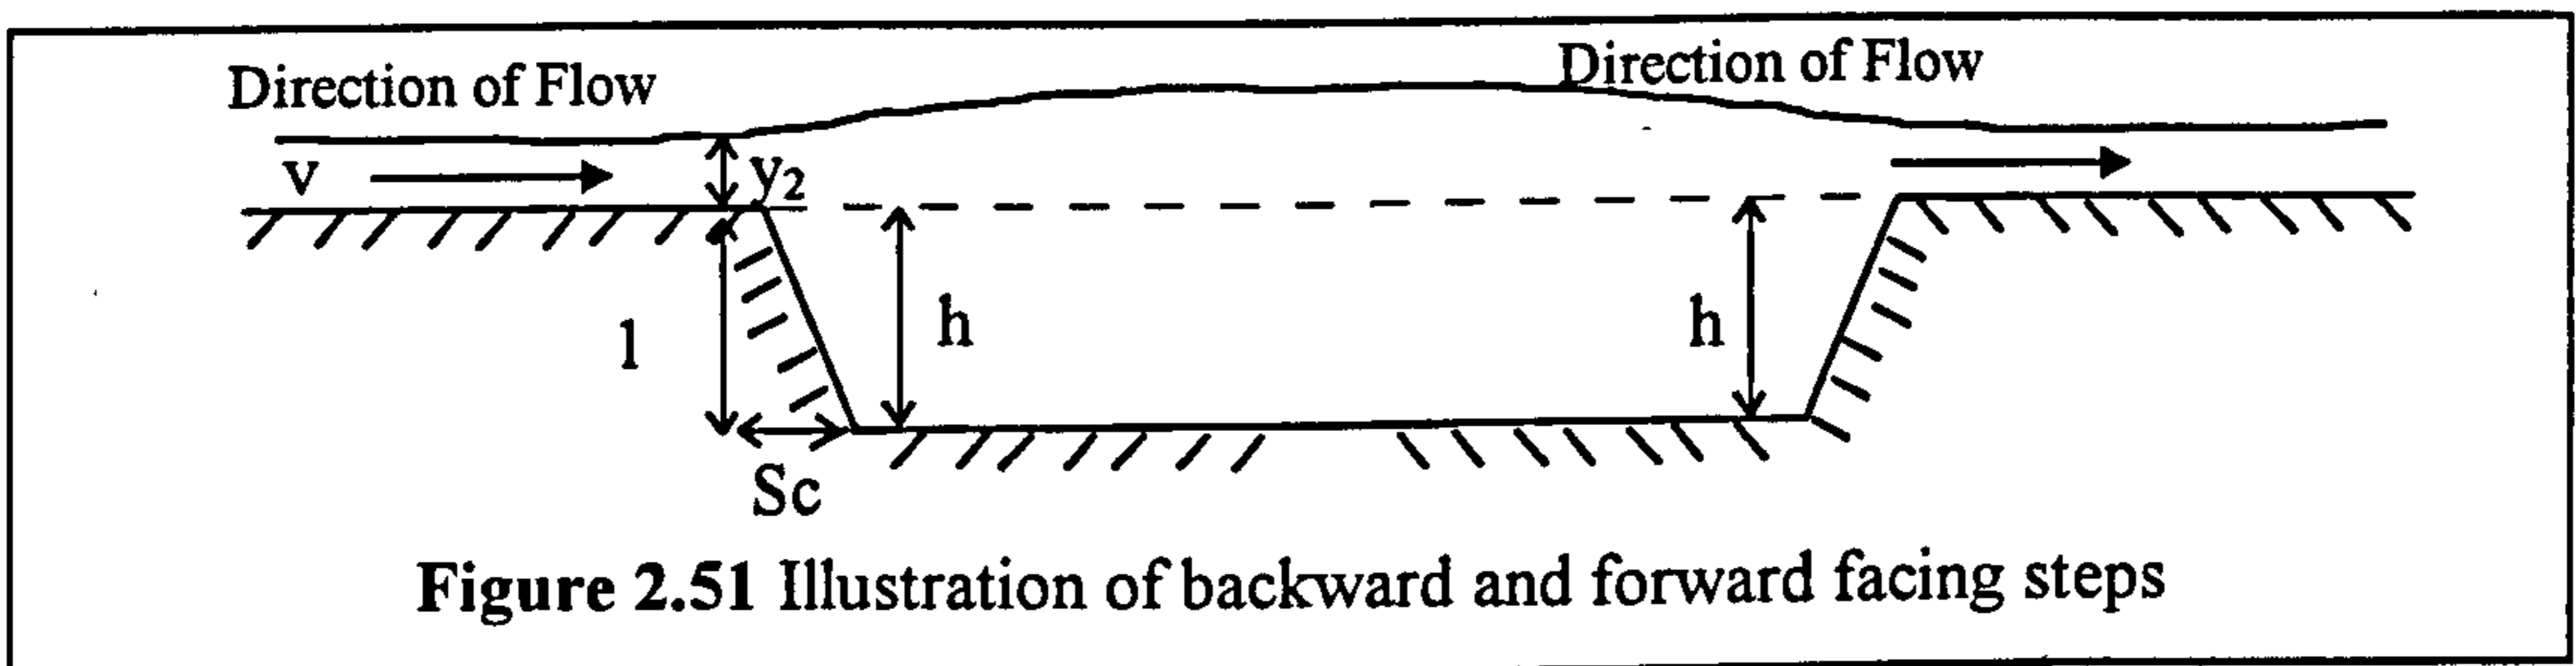 Direction of Flow
Direction of Flow
v
y₂
l
h
h
Sc
Figure 2.51 Illustration of backward and forward facing steps